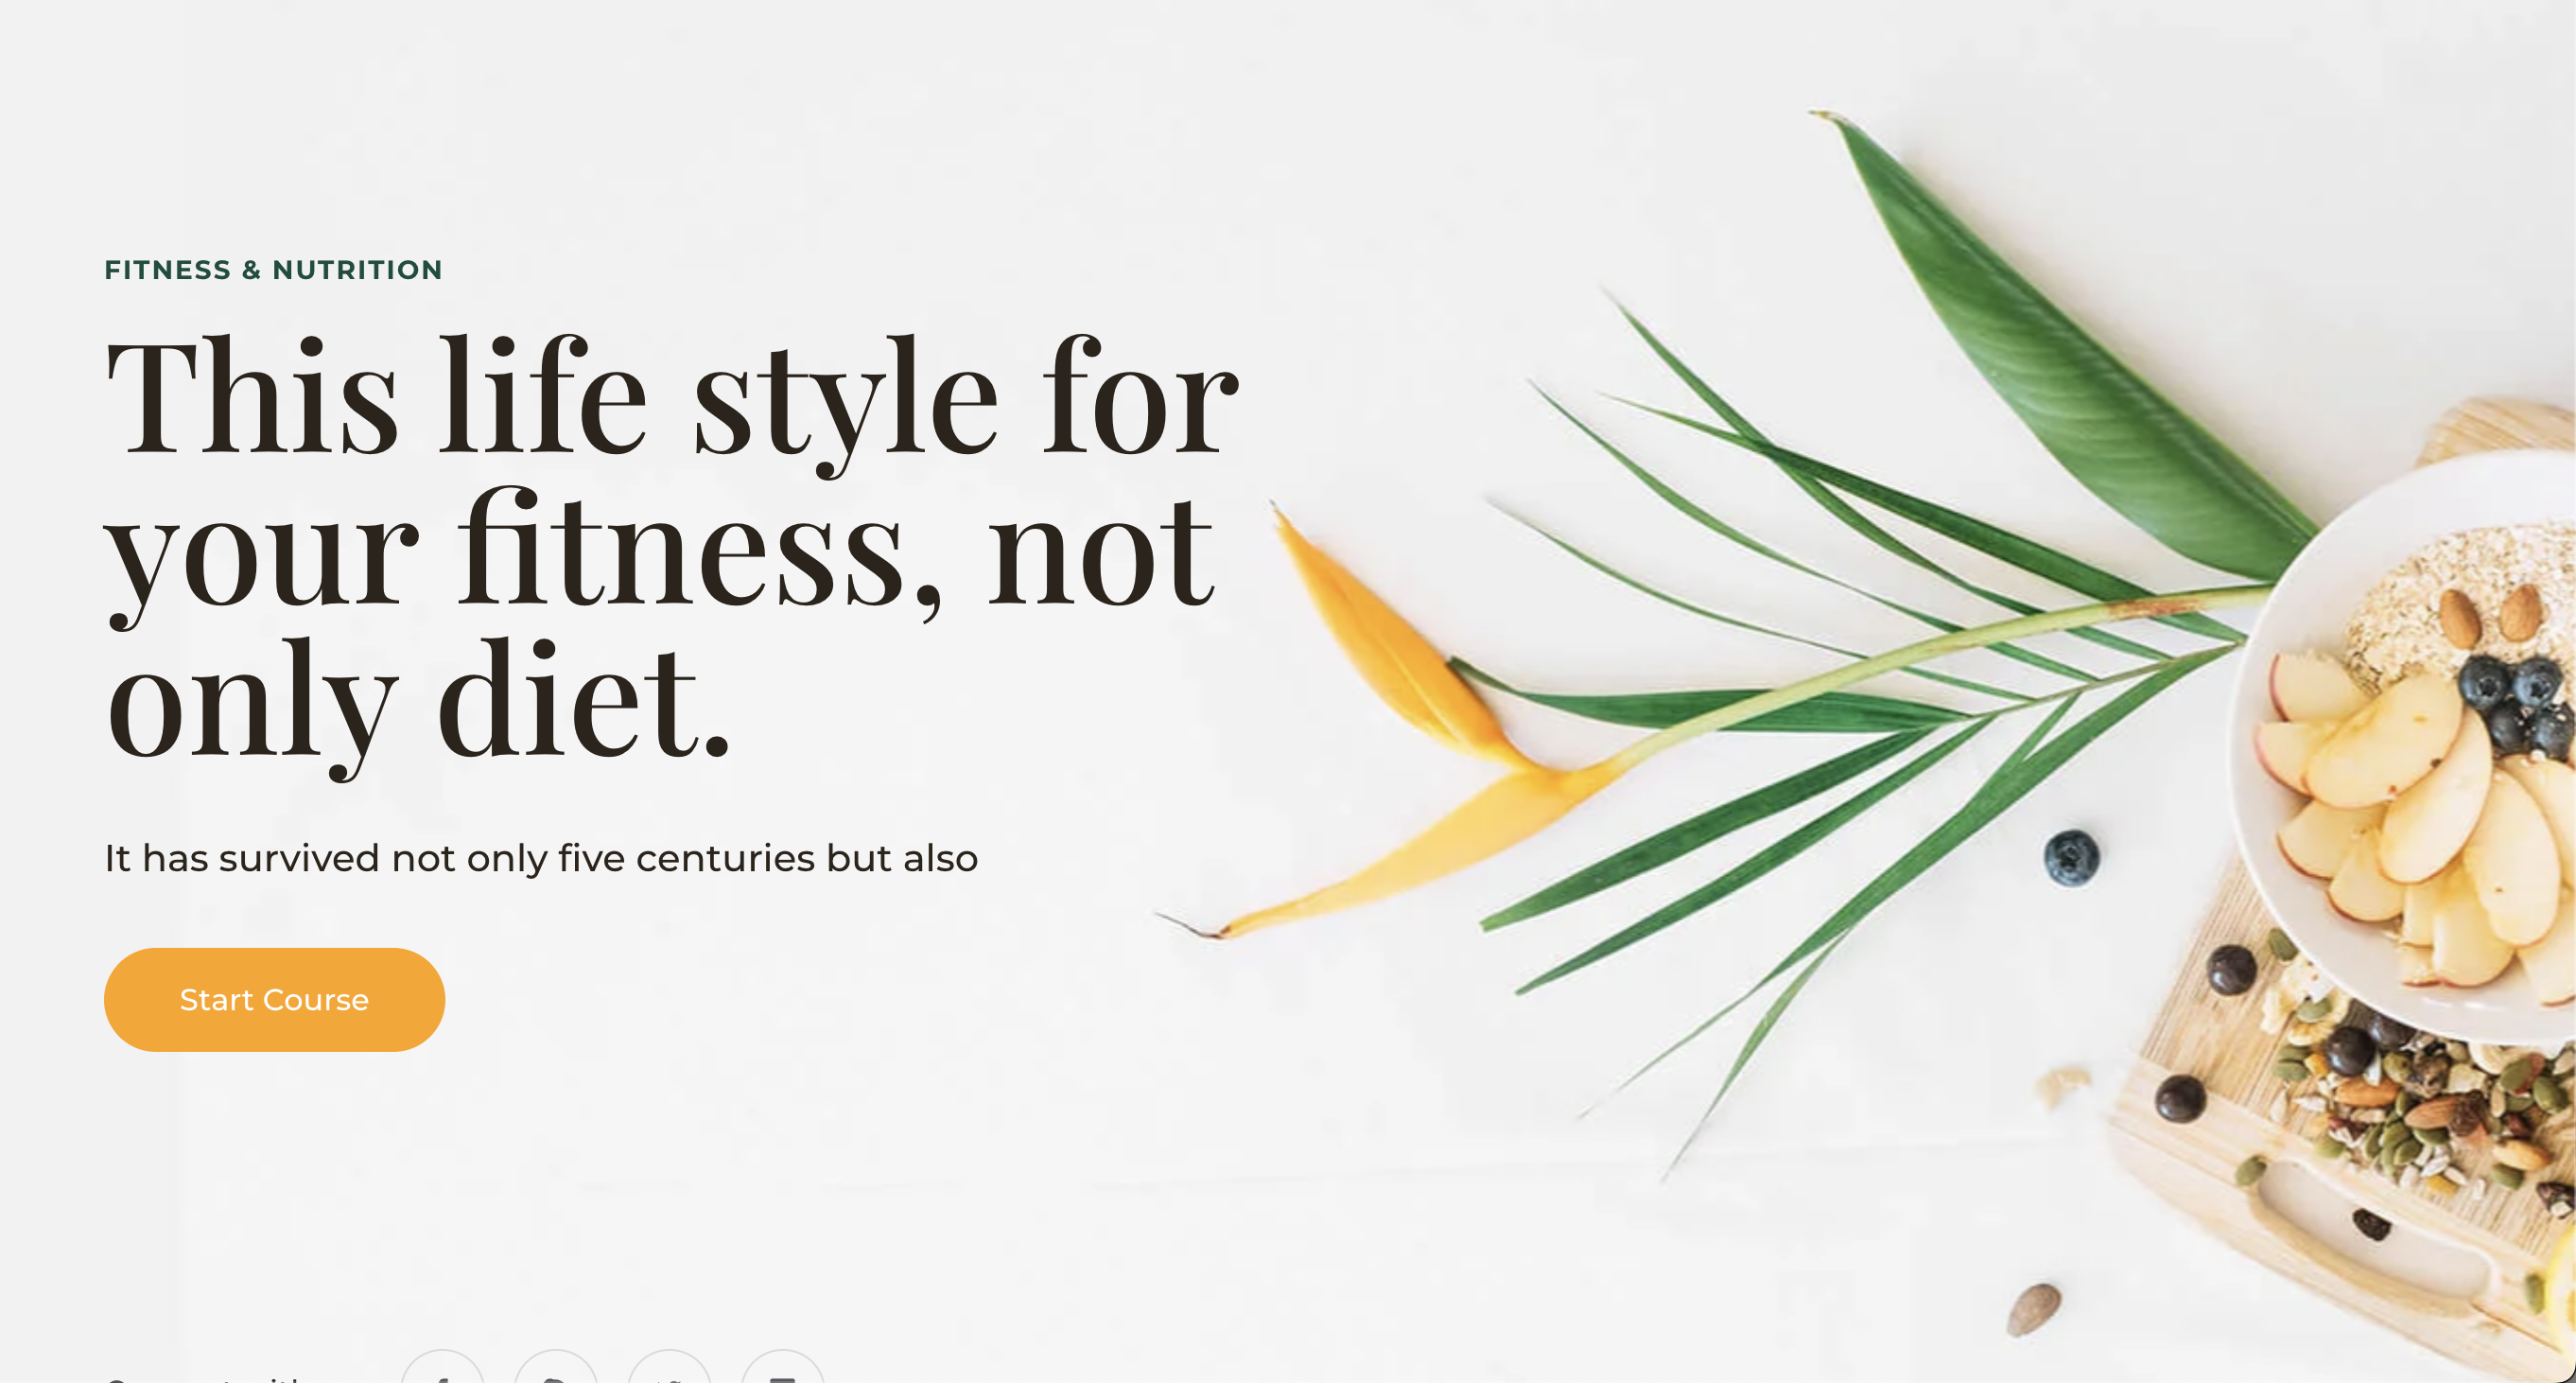 FITNESS & NUTRITION
This life style for
your fitness, not
only diet.
It has survived not only five centuries but also
Start Course